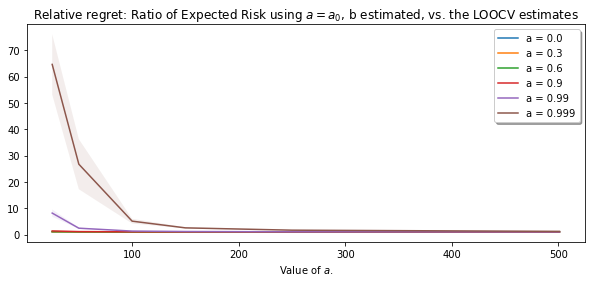 Relative regret: Ratio of Expected Risk using a = a₀, b estimated, vs. the LOOCV estimates
70
60
50
40
30
20
10
0
100
200
300
400
500
Value of a.
a = 0.0
a = 0.3
a = 0.6
a = 0.9
a = 0.99
a = 0.999